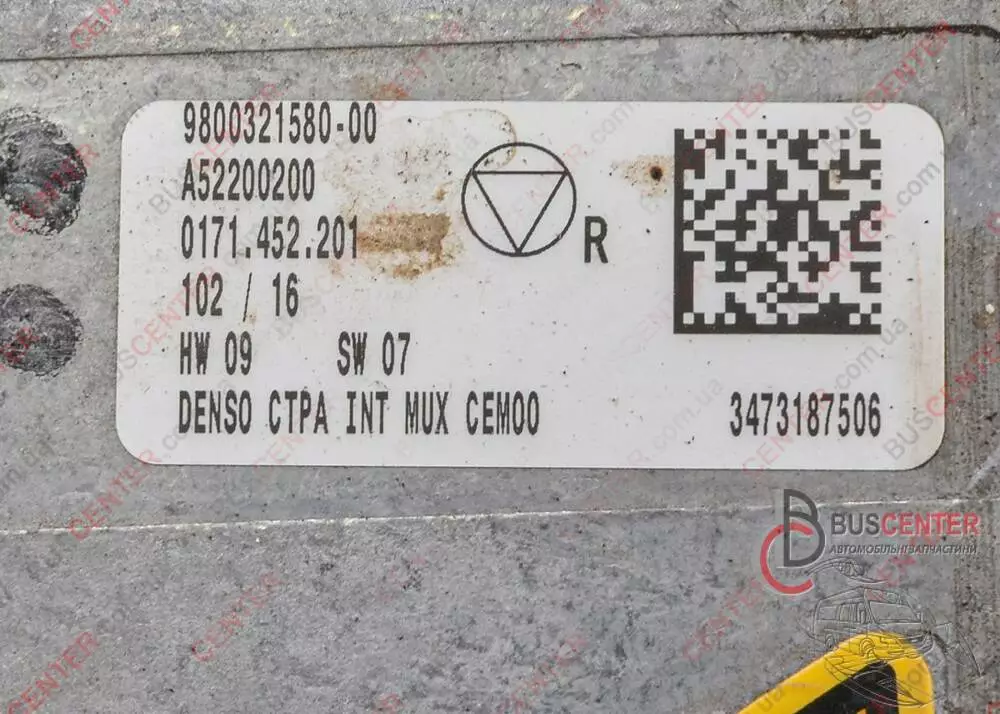 9800321580-00
A52200200
0171.452.201
102 / 16
R
HW 09 SW 07
DENSO CTPA INT MUX CEM00
3473187506
BUSCENTER
АВТОМОБІЛЬНІ ЗАПЧАСТИНИ